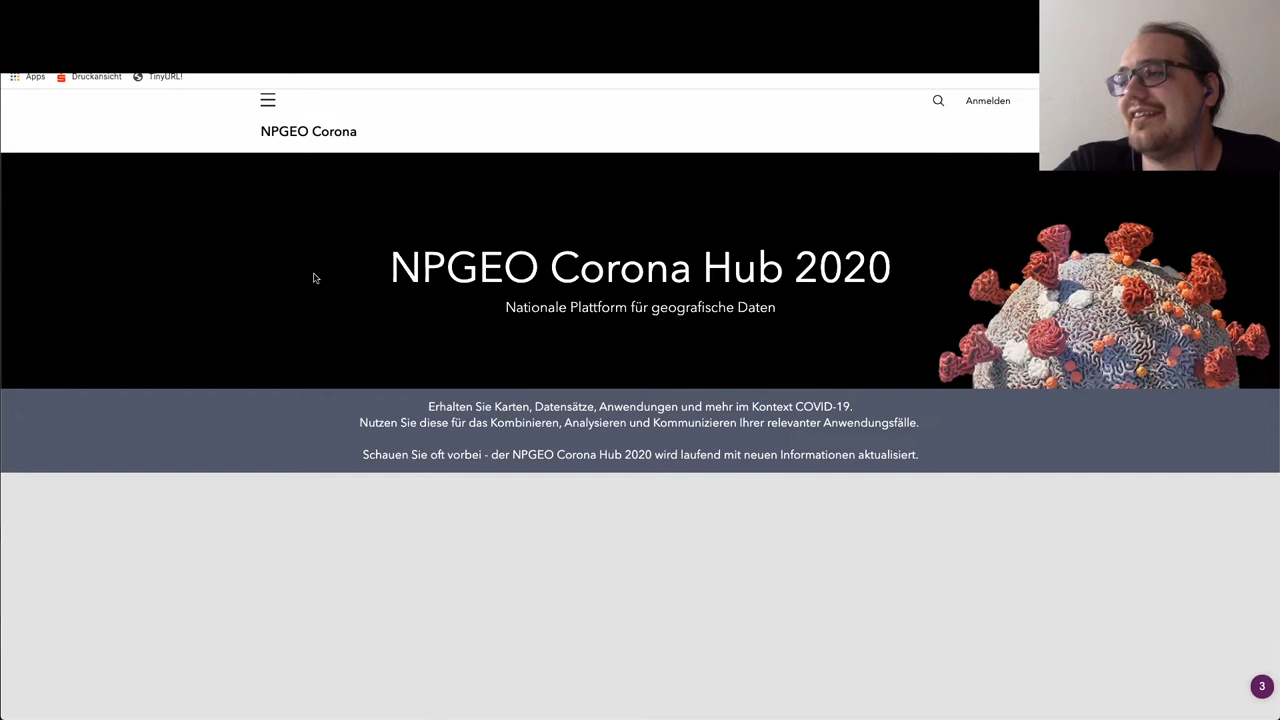 Apps Druckansicht TinyURL!
Anmelden
NPGEO Corona
NPGEO Corona Hub 2020
Nationale Plattform für geografische Daten
Erhalten Sie Karten, Datensätze, Anwendungen und mehr im Kontext COVID-19.
Nutzen Sie diese für das Kombinieren, Analysieren und Kommunizieren Ihrer relevanter Anwendungsfälle.
Schauen Sie oft vorbei - der NPGEO Corona Hub 2020 wird laufend mit neuen Informationen aktualisiert.
3